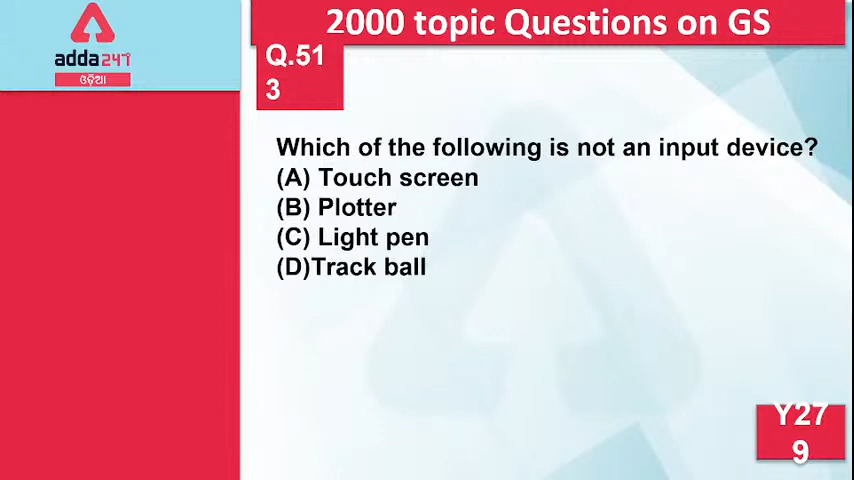 adda247
ଓଡ଼ିଆ
2000 topic Questions on GS
Q.51
3
Which of the following is not an input device?
(A) Touch screen
(B) Plotter
(C) Light pen
(D)Track ball
Y27
9